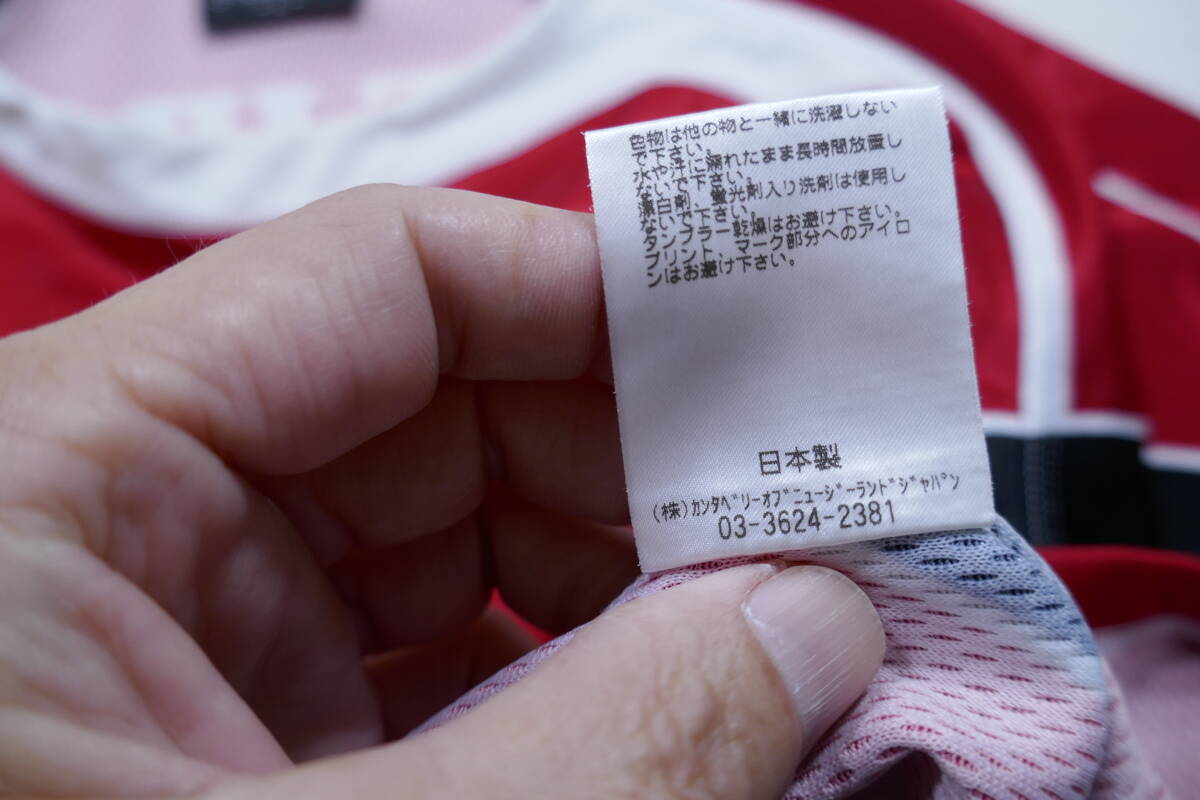 色物は他の物と一緒に洗濯しない
で下さい。
水や汗に濡れたまま長時間放置し
ないで下さい。
漂白剤、蛍光剤入り洗剤は使用し
ないで下さい。
タンブラー乾燥はお避け下さい。
プリント、マーク部分へのアイロ
ンはお避け下さい。
日本製
(株)ｶﾝﾀﾍﾞﾘｰｵﾌﾞﾆｭｰｼﾞｰﾗﾝﾄﾞｼﾞｬﾊﾟﾝ
03-3624-2381